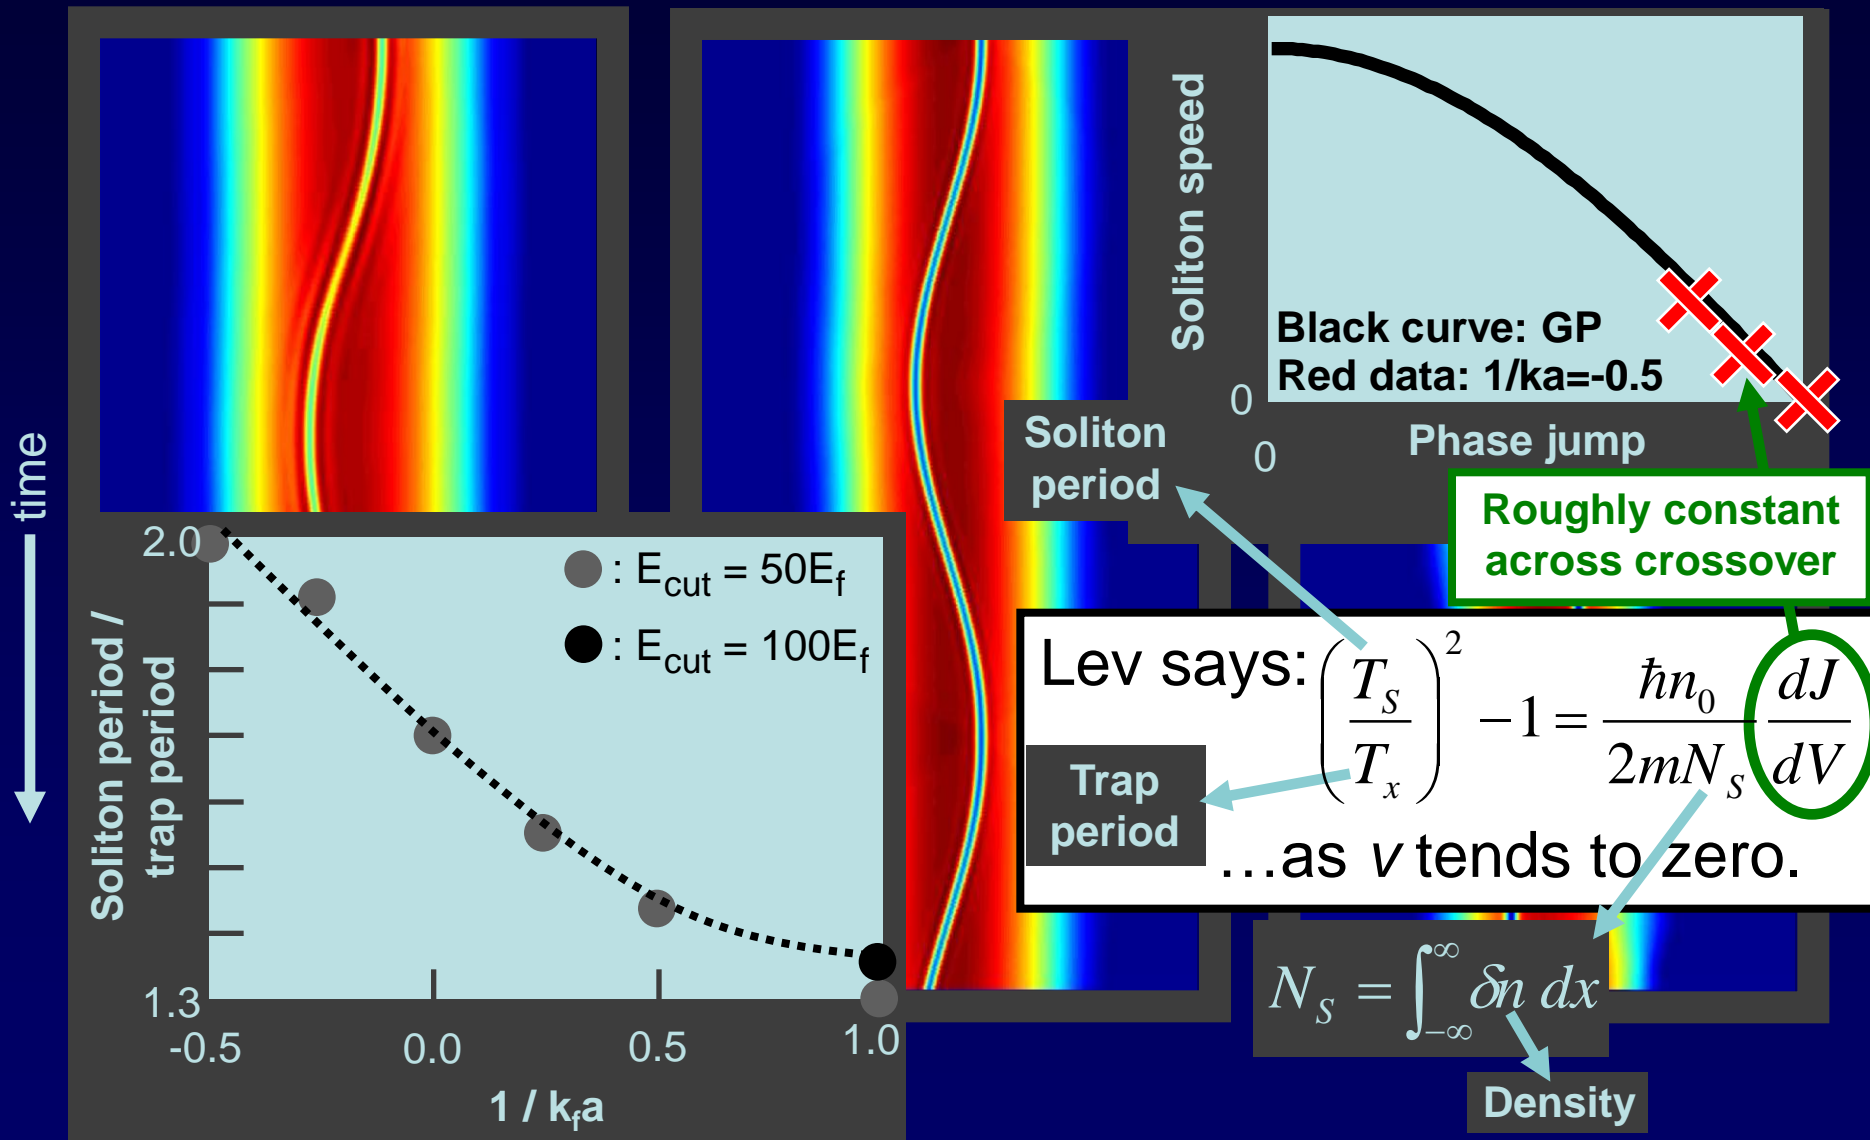 time
Soliton speed
0
0
Phase jump
Black curve: GP
Red data: 1/ka=-0.5
Soliton
period
Roughly constant
across crossover
Lev says: (T_S / T_x)^2 − 1 = ħn_0 / 2mN_S dJ / dV
Trap
period
…as v tends to zero.
N_S = ∫_{-∞}^{∞} δn dx
Density
Soliton period /
trap period
2.0
1.3
: E_cut = 50E_f
: E_cut = 100E_f
-0.5
0.0
0.5
1.0
1 / k_fa